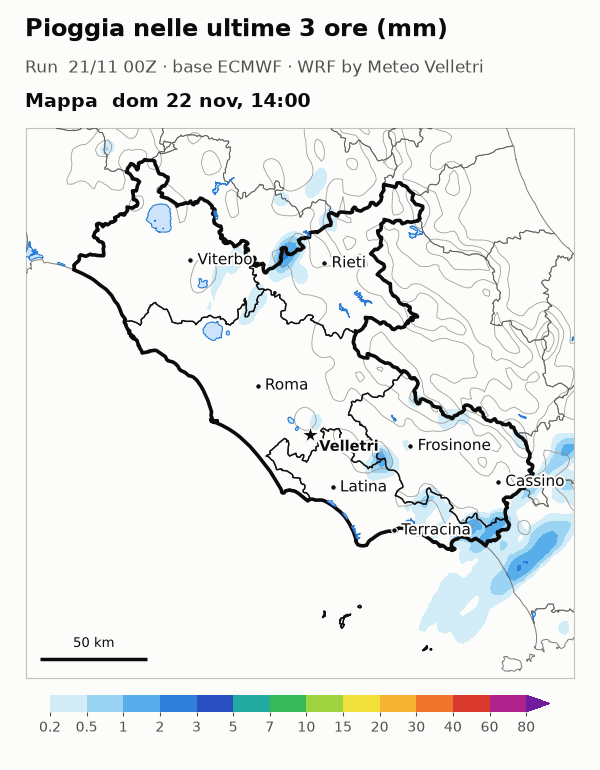 Pioggia nelle ultime 3 ore (mm)
Run 21/11 00Z · base ECMWF · WRF by Meteo Velletri
Mappa dom 22 nov, 14:00
Viterbo
Rieti
Roma
Velletri
Frosinone
Latina
Cassino
Terracina
50 km
0.2 0.5 1 2 3 5 7 10 15 20 30 40 60 80